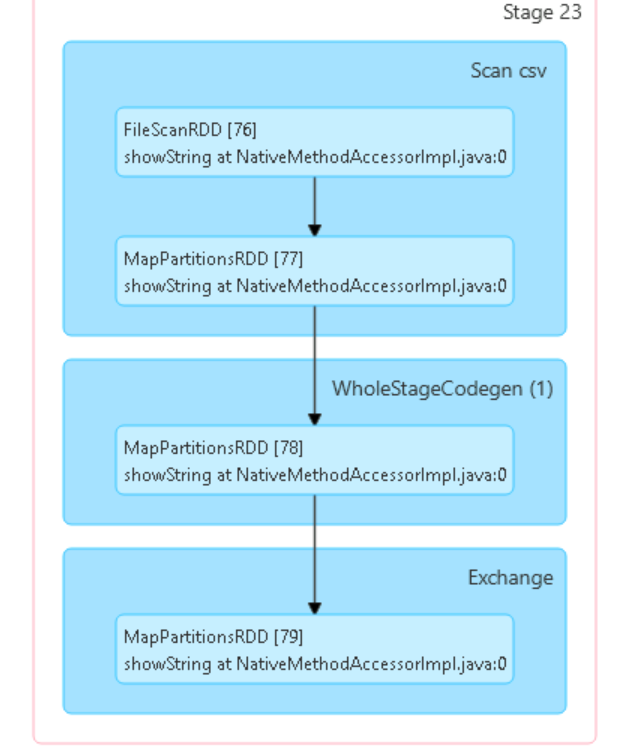 Stage 23
Scan csv
FileScanRDD [76]
showString at NativeMethodAccessorImpl.java:0
MapPartitionsRDD [77]
showString at NativeMethodAccessorImpl.java:0
WholeStageCodegen (1)
MapPartitionsRDD [78]
showString at NativeMethodAccessorImpl.java:0
Exchange
MapPartitionsRDD [79]
showString at NativeMethodAccessorImpl.java:0